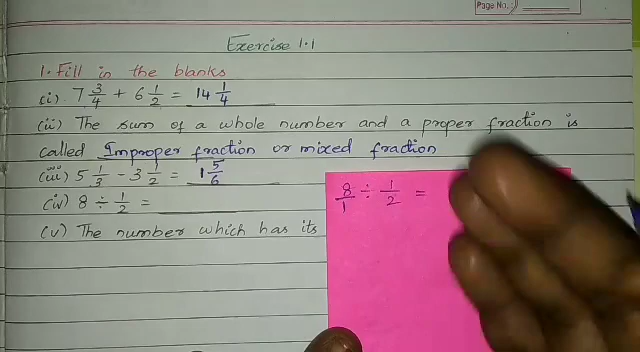 Page No.:
Exercise 1.1
1. Fill in the blanks
(i). 7 3/4 + 6 1/2 = 14 1/4
(ii) The sum of a whole number and a proper fraction is
called Improper fraction or mixed fraction
(iii) 5 1/3 - 3 1/2 = 1 5/6
(iv) 8 ÷ 1/2 =
(v) The number which has its
8/1 ÷ 1/2 =